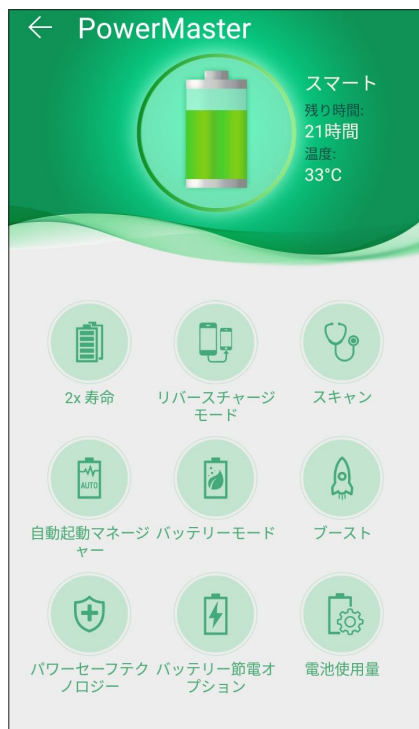 PowerMaster
スマート
残り時間:
21時間
温度:
33°C
2x 寿命
リバースチャージ
モード
スキャン
AUTO
自動起動マネージ
ャー
バッテリーモード
ブースト
パワーセーフテク
ノロジー
バッテリー節電オ
プション
電池使用量